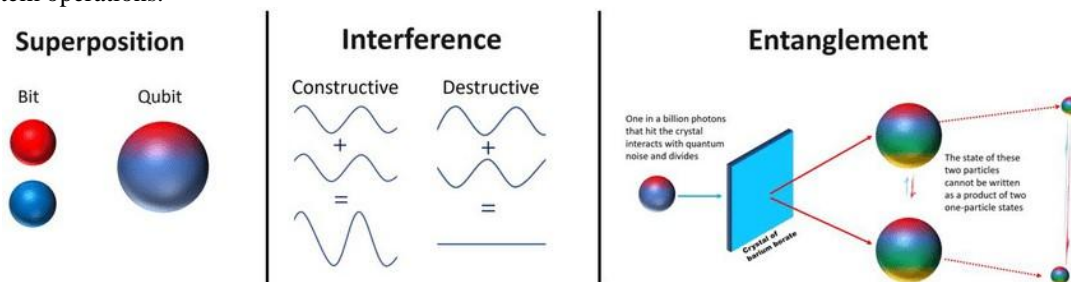 tem operations.
Superposition
Bit
Qubit
Interference
Constructive
Destructive
+
+
=
=
Entanglement
One in a billion photons
that hit the crystal
interacts with quantum
noise and divides
Crystal of
barium borate
The state of these
two particles
cannot be written
as a product of two
one-particle states